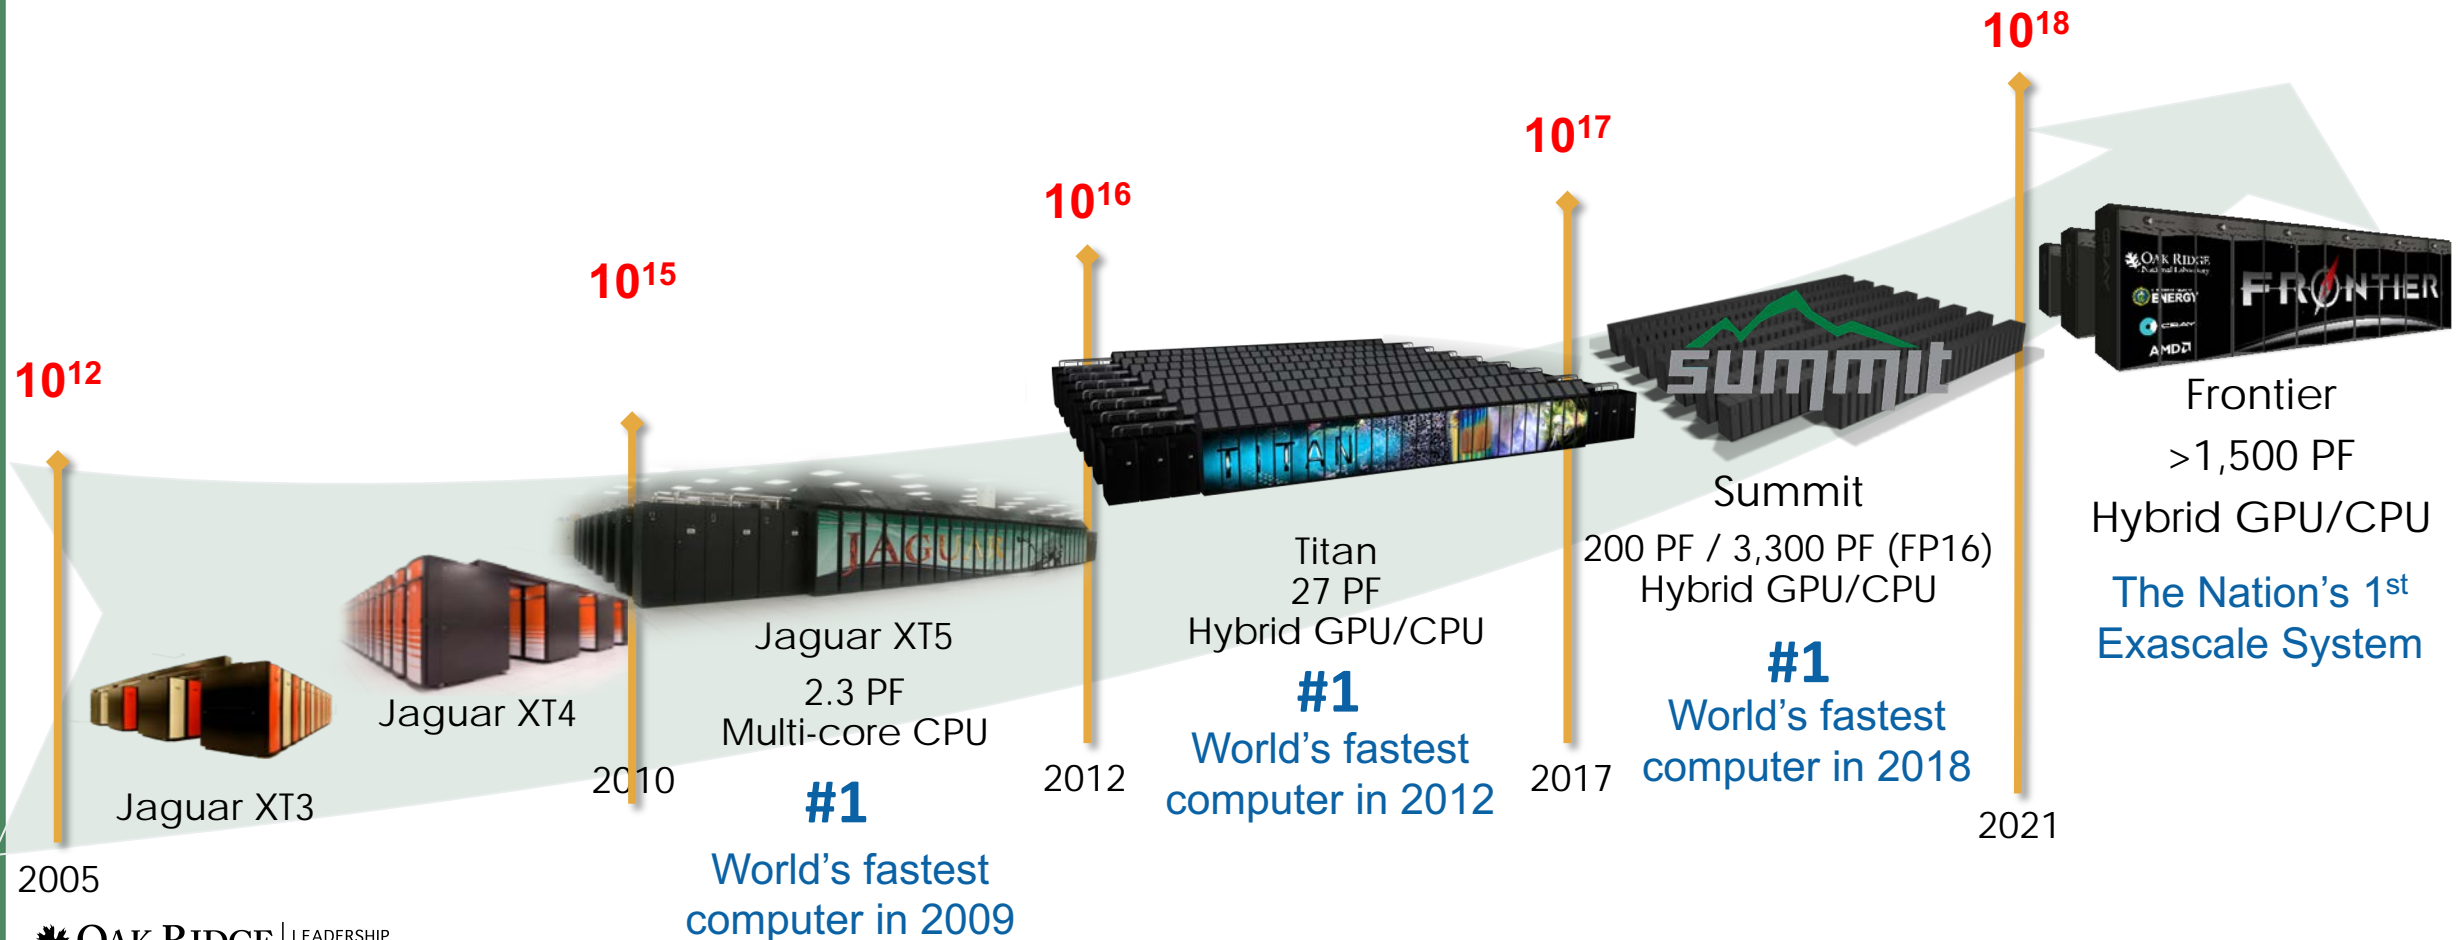 10¹²
2005
Jaguar XT3
Jaguar XT4
10¹⁵
2010
JAGUAR
Jaguar XT5
2.3 PF
Multi-core CPU
#1
World’s fastest
computer in 2009
10¹⁶
2012
TITAN
Titan
27 PF
Hybrid GPU/CPU
#1
World’s fastest
computer in 2012
10¹⁷
2017
summit
Summit
200 PF / 3,300 PF (FP16)
Hybrid GPU/CPU
#1
World’s fastest
computer in 2018
10¹⁸
2021
CRAY
OAK RIDGE
National Laboratory
ENERGY
CRAY
AMD
FRONTIER
Frontier
>1,500 PF
Hybrid GPU/CPU
The Nation’s 1ˢᵗ
Exascale System
OAK RIDGE
LEADERSHIP